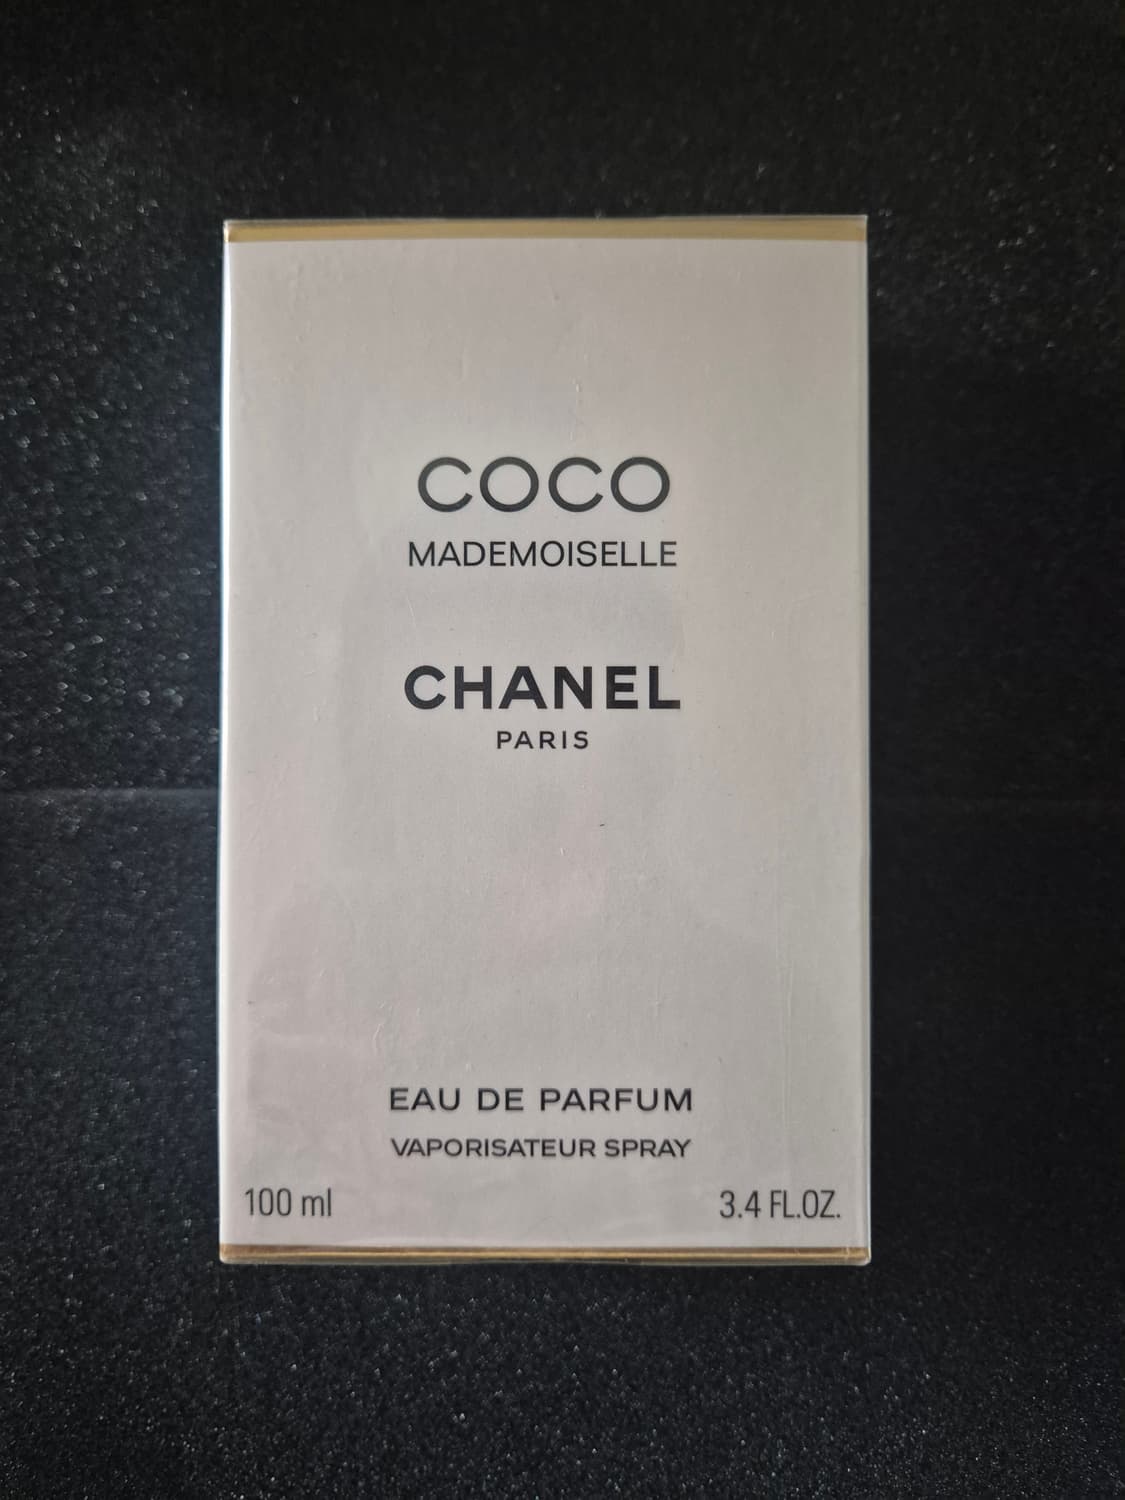 COCO
MADEMOISELLE
CHANEL
PARIS
EAU DE PARFUM
VAPORISATEUR SPRAY
100 ml 3.4 FL.OZ.